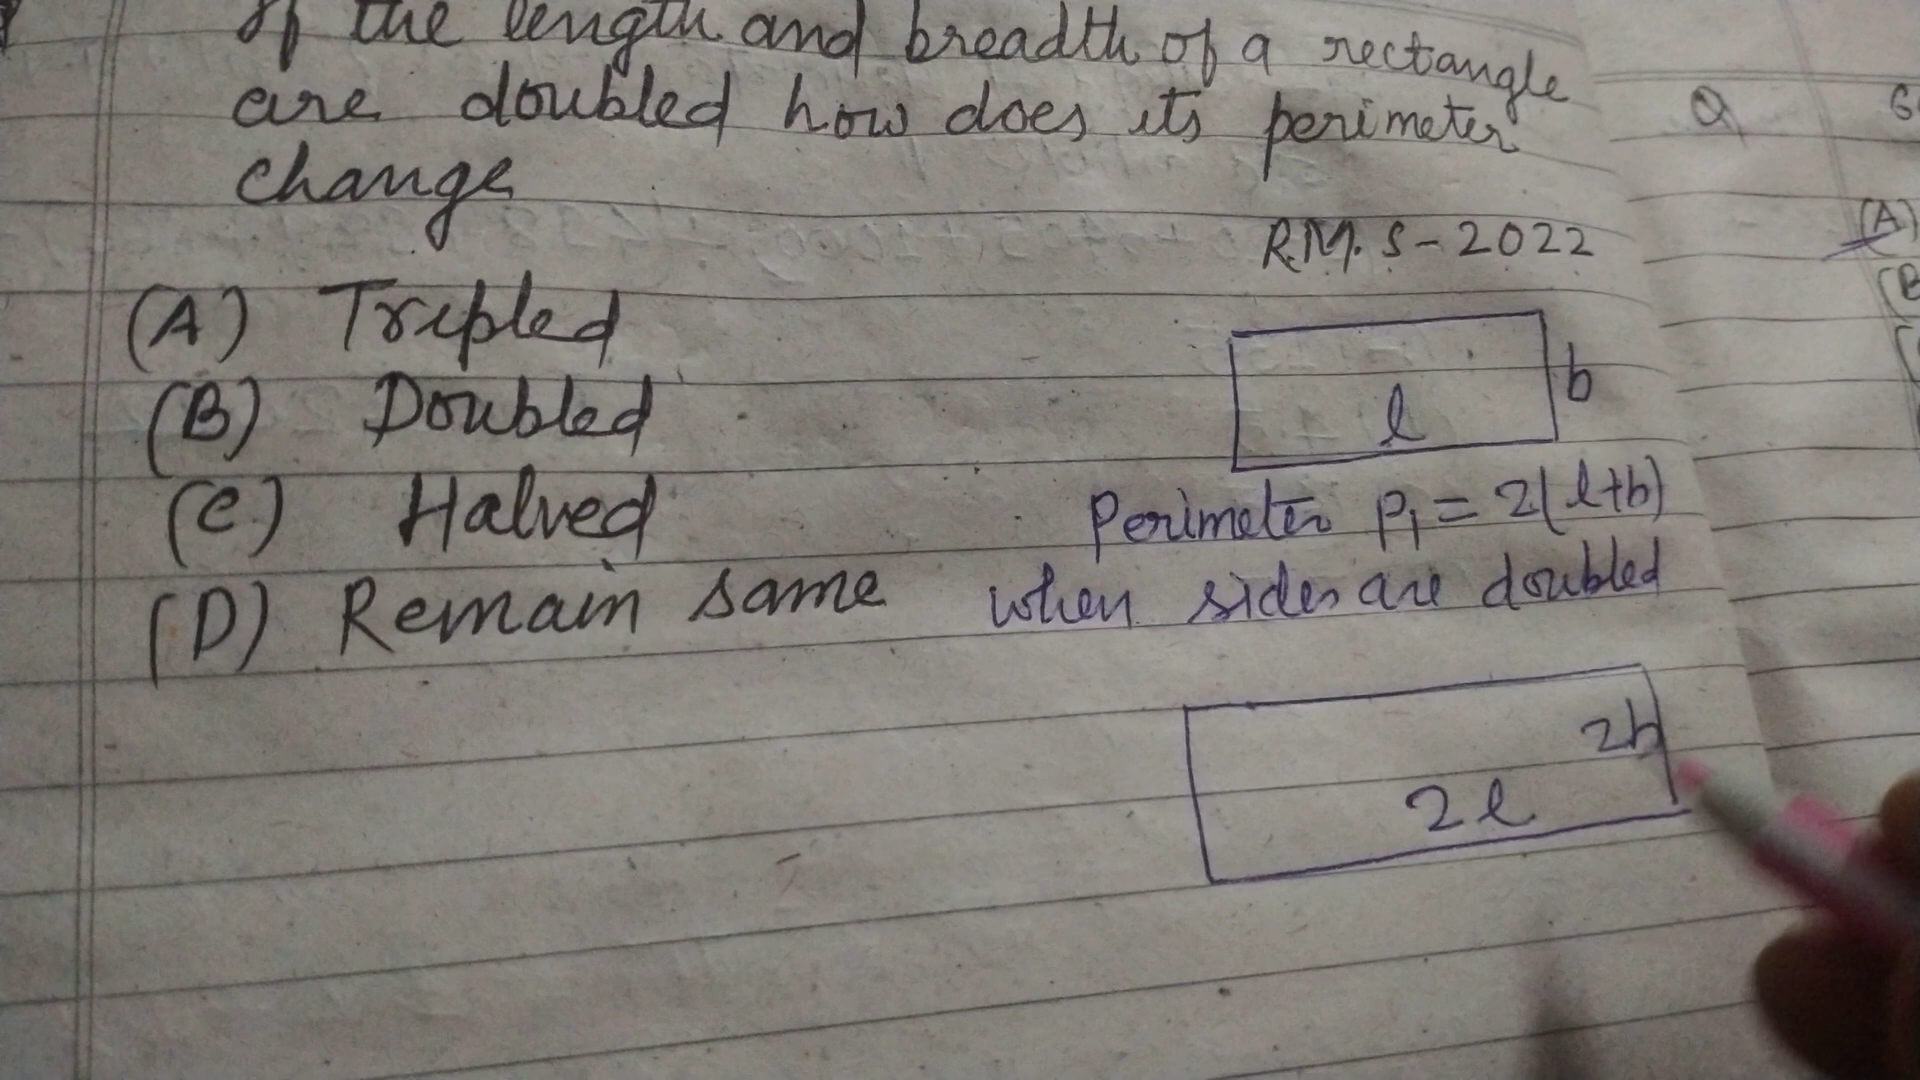 If the length and breadth of a rectangle
are doubled how does its perimeter
change
R.M.S-2022
(A) Tripled
(B) Doubled
(C) Halved
(D) Remain same
b
l
Perimeter P₁ = 2(l+b)
when sides are doubled
2b
2l
Q
(A)
(B